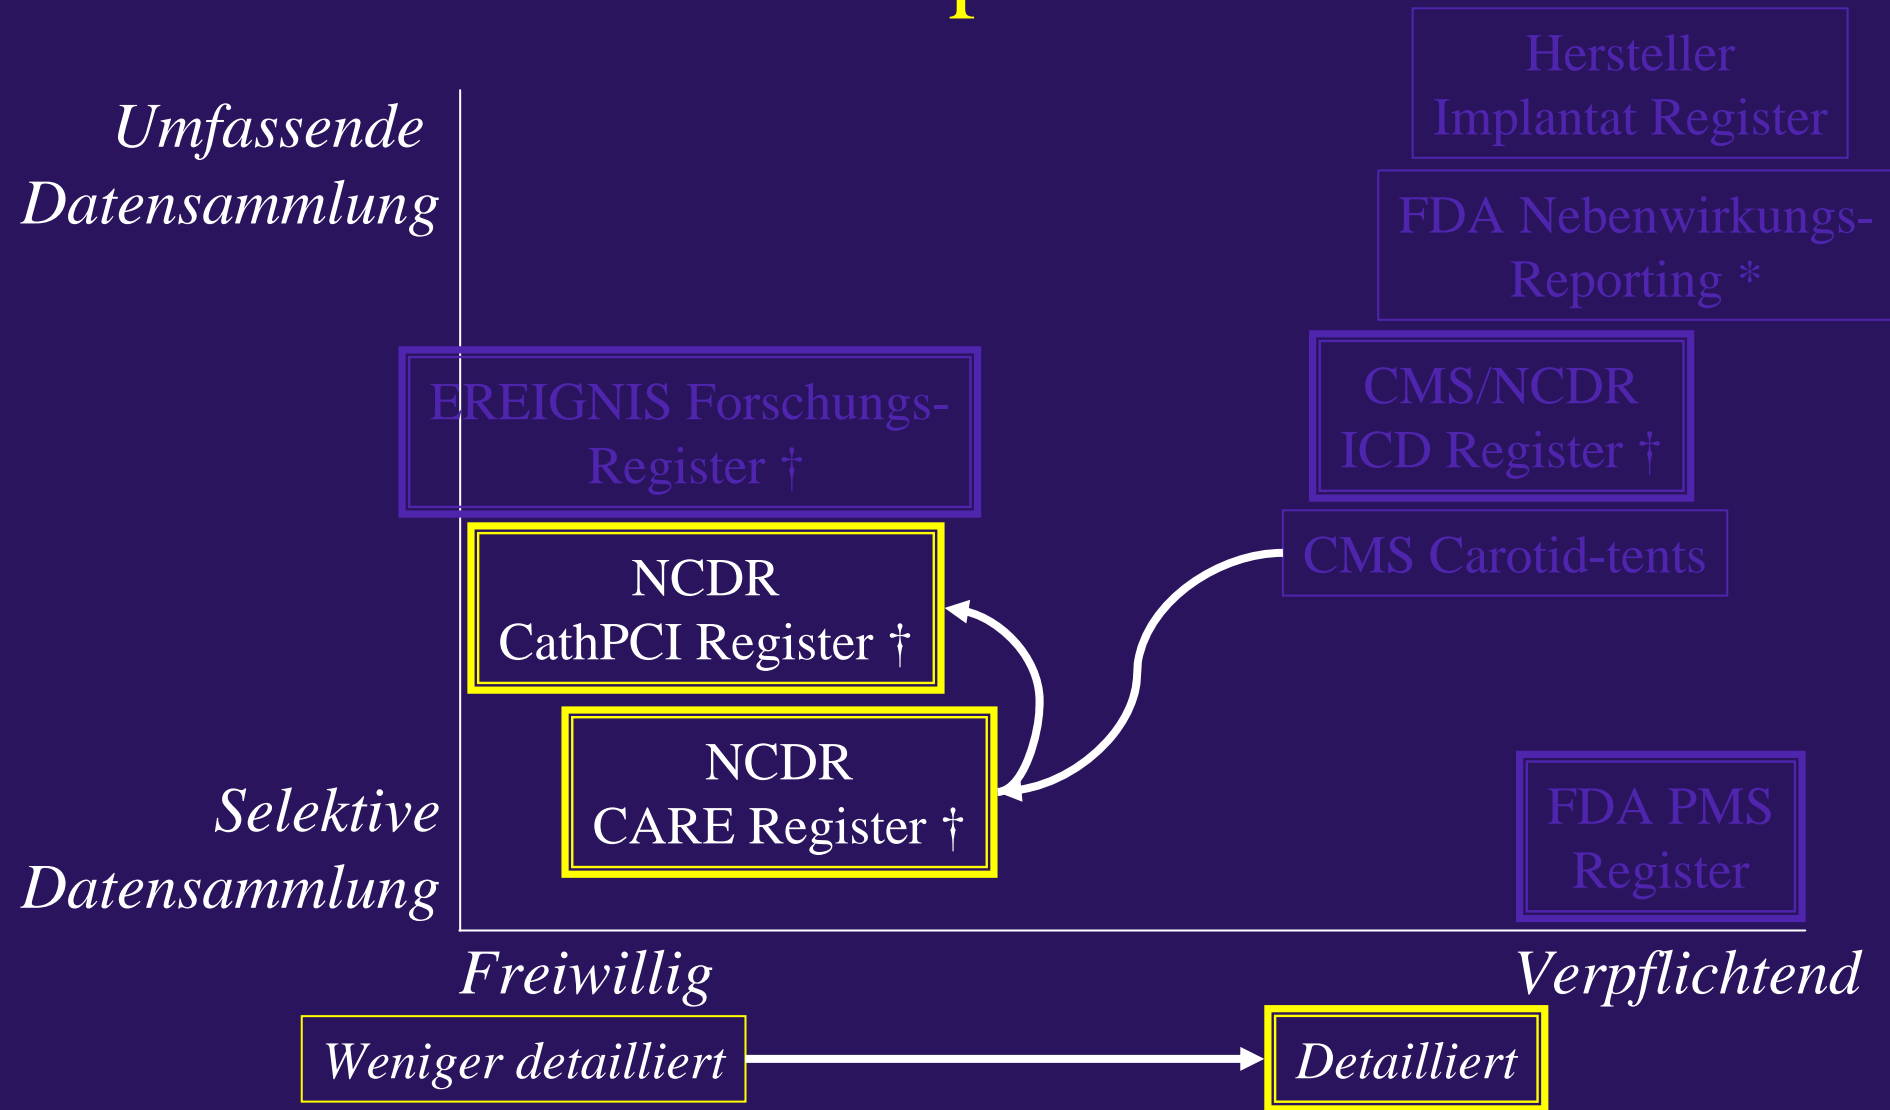 Hersteller
Implantat Register
Umfassende
Datensammlung
FDA Nebenwirkungs-
Reporting *
EREIGNIS Forschungs-
Register †
CMS/NCDR
ICD Register †
NCDR
CathPCI Register †
CMS Carotid-tents
NCDR
CARE Register †
Selektive
Datensammlung
FDA PMS
Register
Freiwillig
Verpflichtend
Weniger detailliert
Detailliert